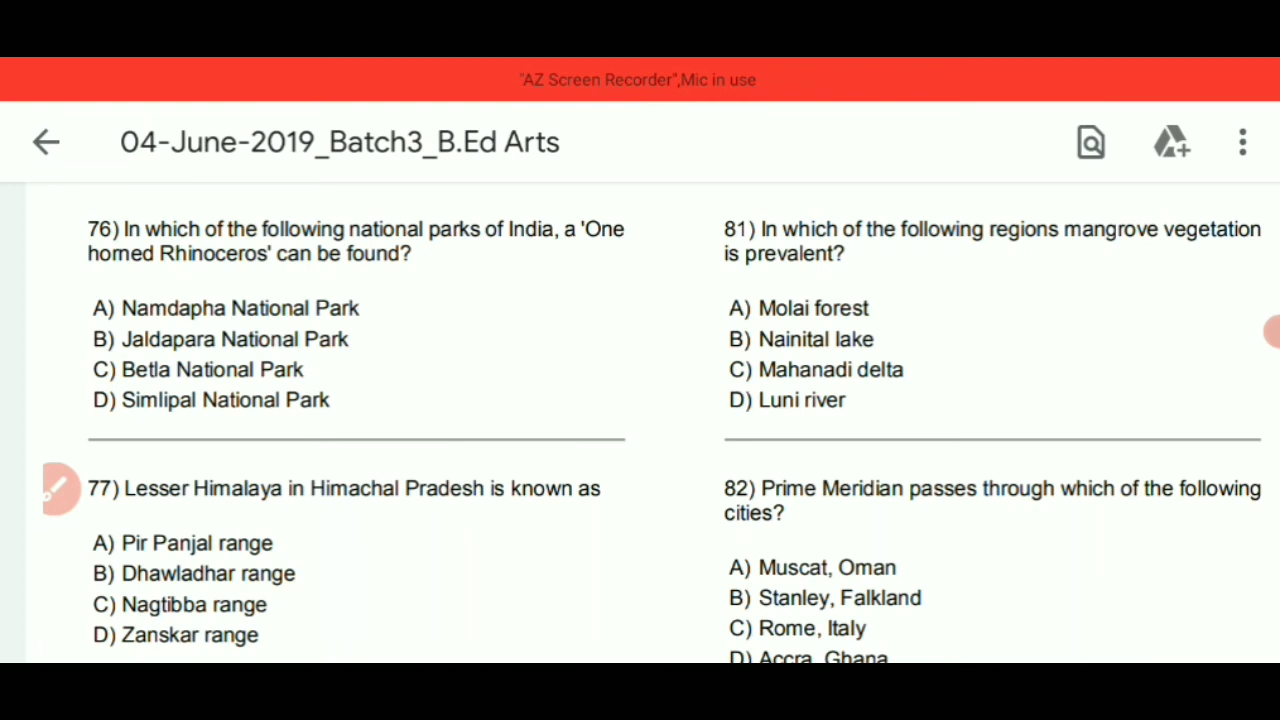 "AZ Screen Recorder",Mic in use
04-June-2019_Batch3_B.Ed Arts
76) In which of the following national parks of India, a 'One
horned Rhinoceros' can be found?
A) Namdapha National Park
B) Jaldapara National Park
C) Betla National Park
D) Simlipal National Park
77) Lesser Himalaya in Himachal Pradesh is known as
A) Pir Panjal range
B) Dhawladhar range
C) Nagtibba range
D) Zanskar range
81) In which of the following regions mangrove vegetation
is prevalent?
A) Molai forest
B) Nainital lake
C) Mahanadi delta
D) Luni river
82) Prime Meridian passes through which of the following
cities?
A) Muscat, Oman
B) Stanley, Falkland
C) Rome, Italy
D) Accra, Ghana